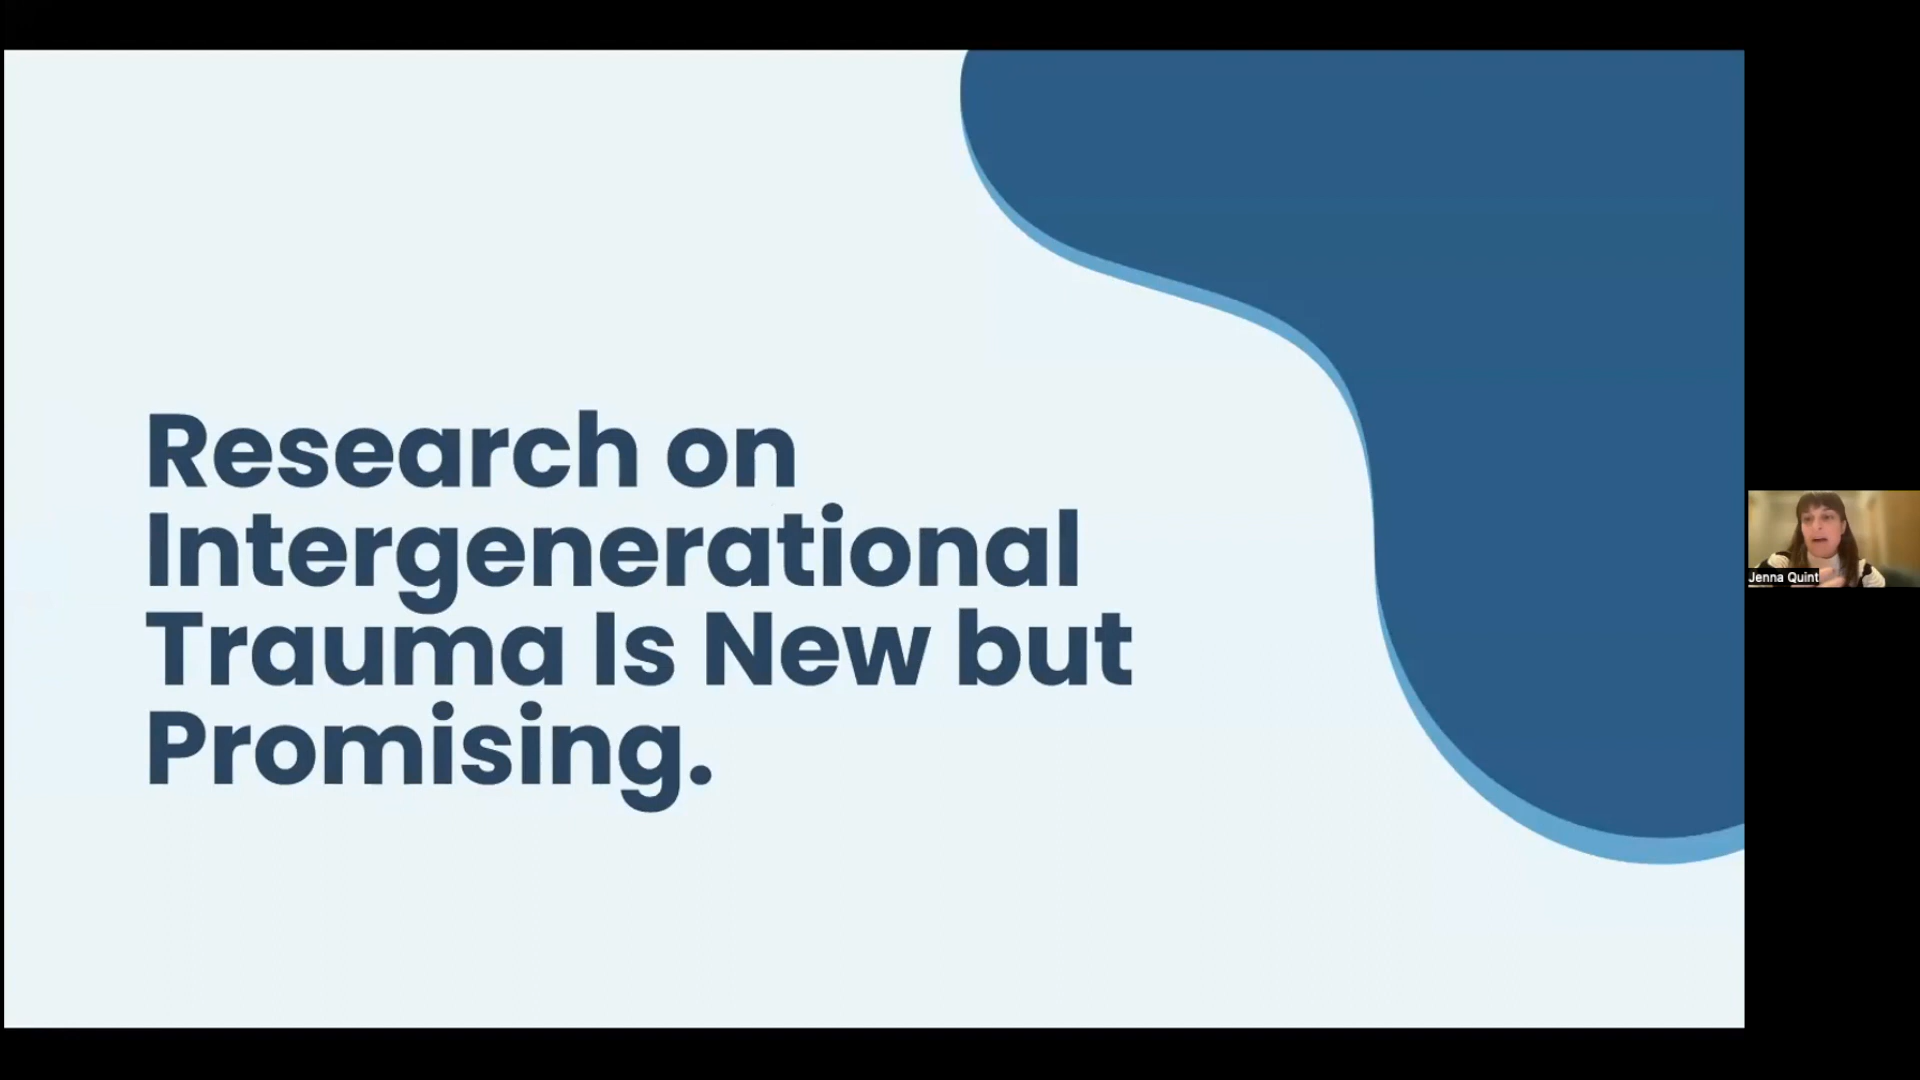 Research on
Intergenerational
Trauma Is New but
Promising.
Jenna Quint